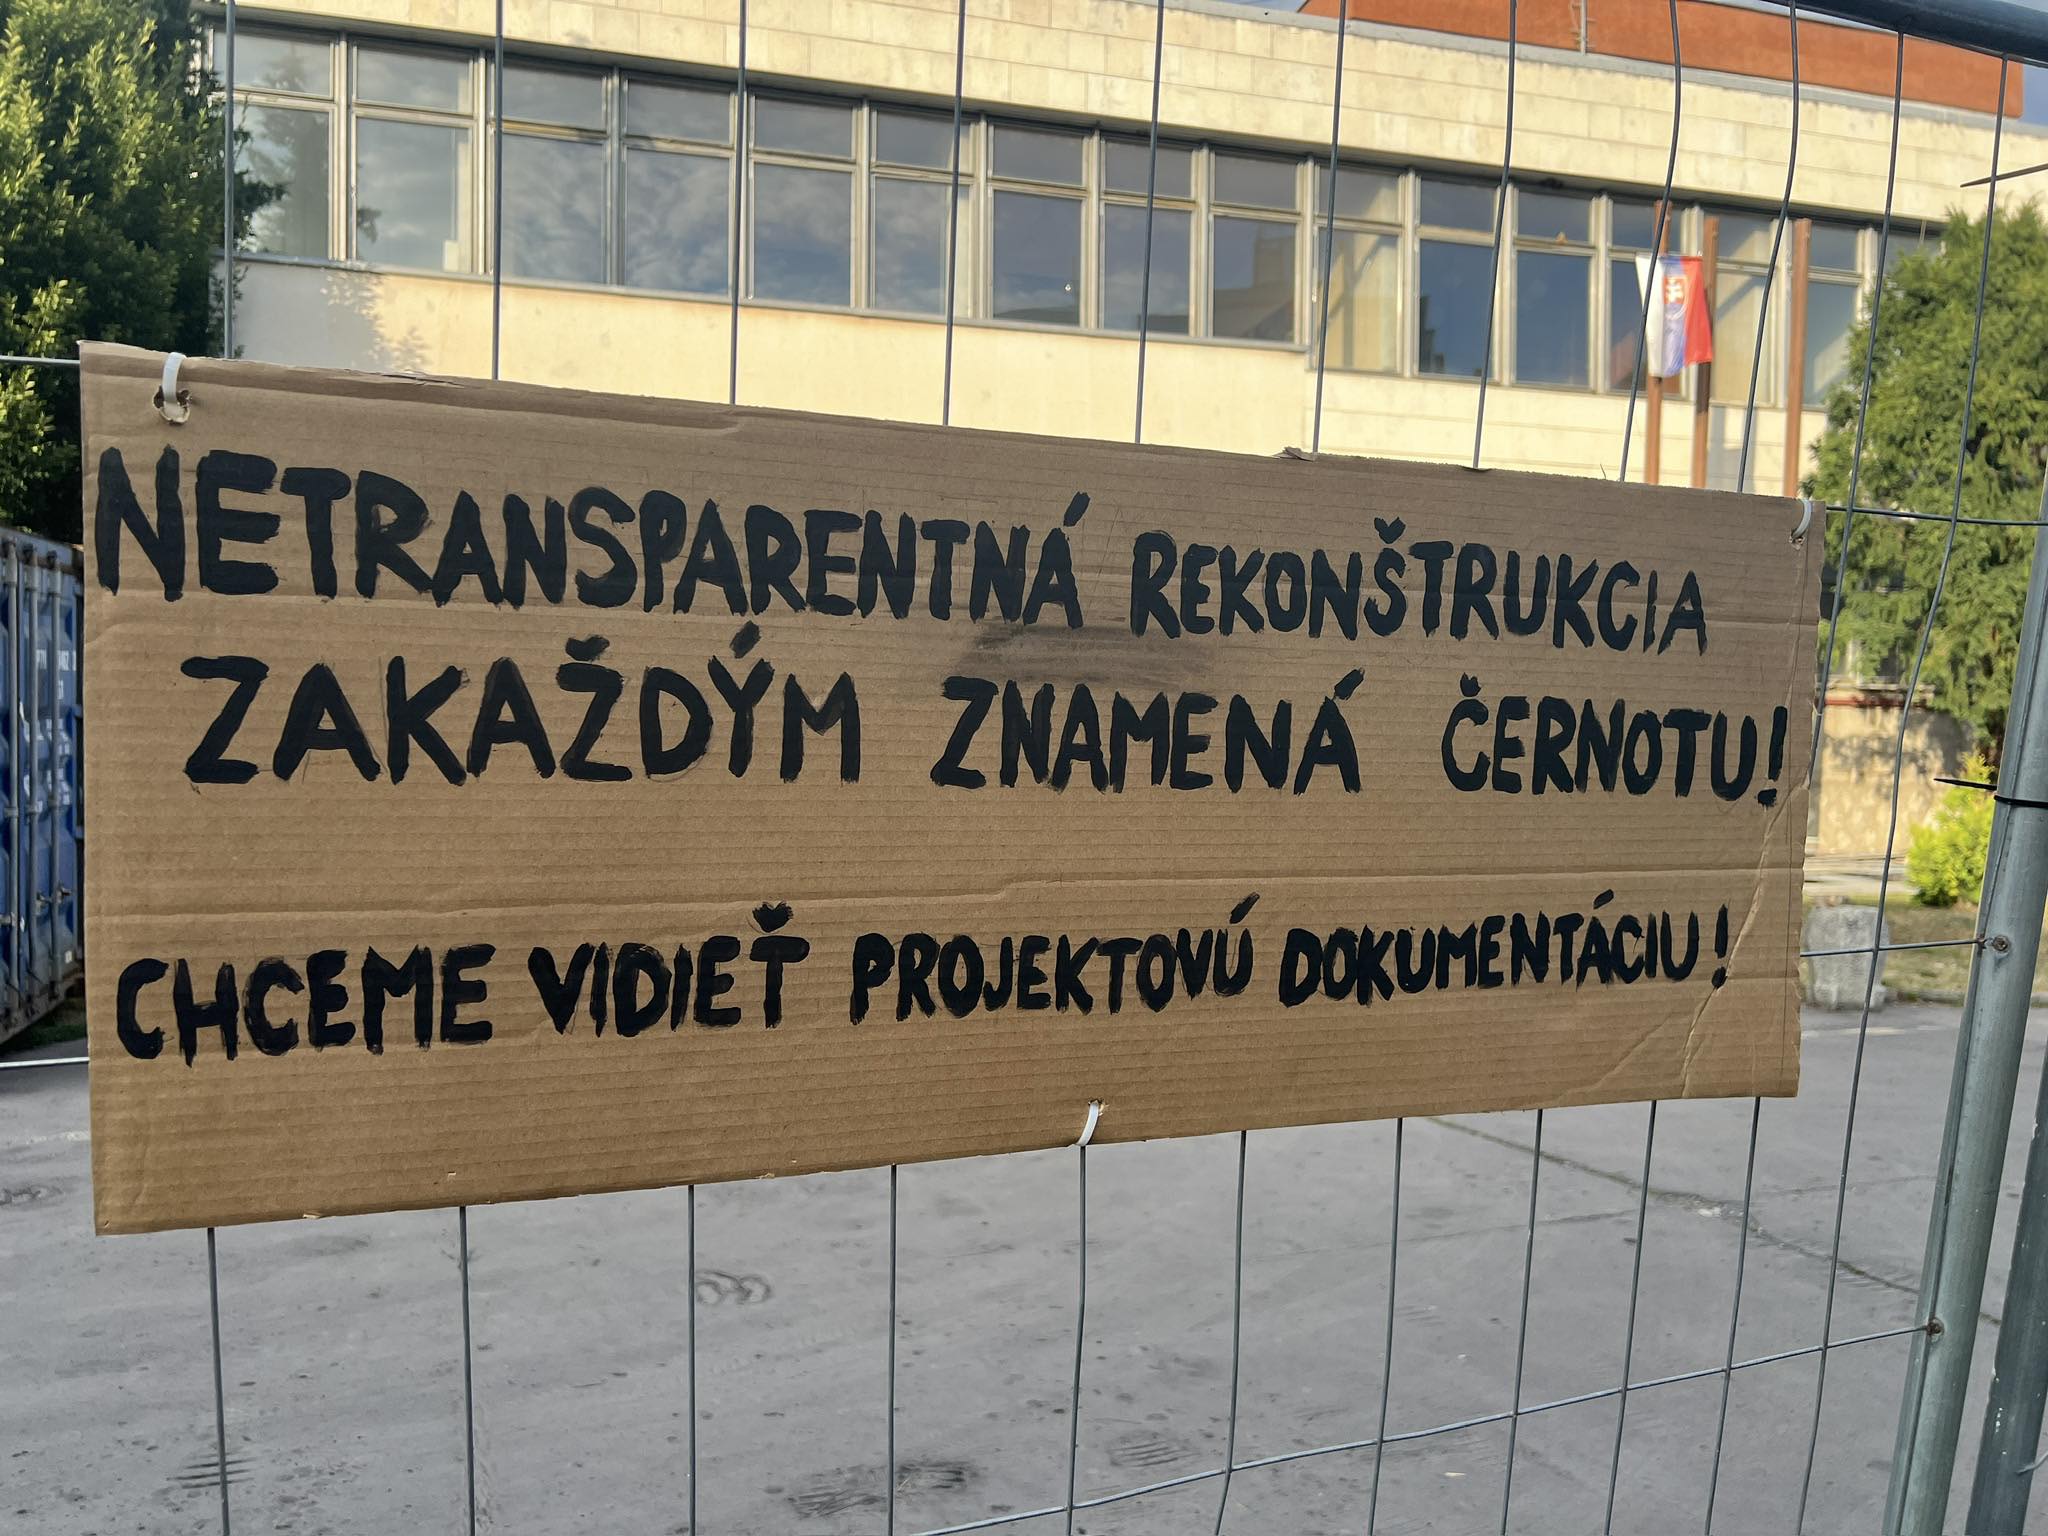 NETRANSPARENTNÁ REKONŠTRUKCIA
ZAKAŽDÝM ZNAMENÁ ČERNOTU!
CHCEME VIDIEŤ PROJEKTOVÚ DOKUMENTÁCIU!